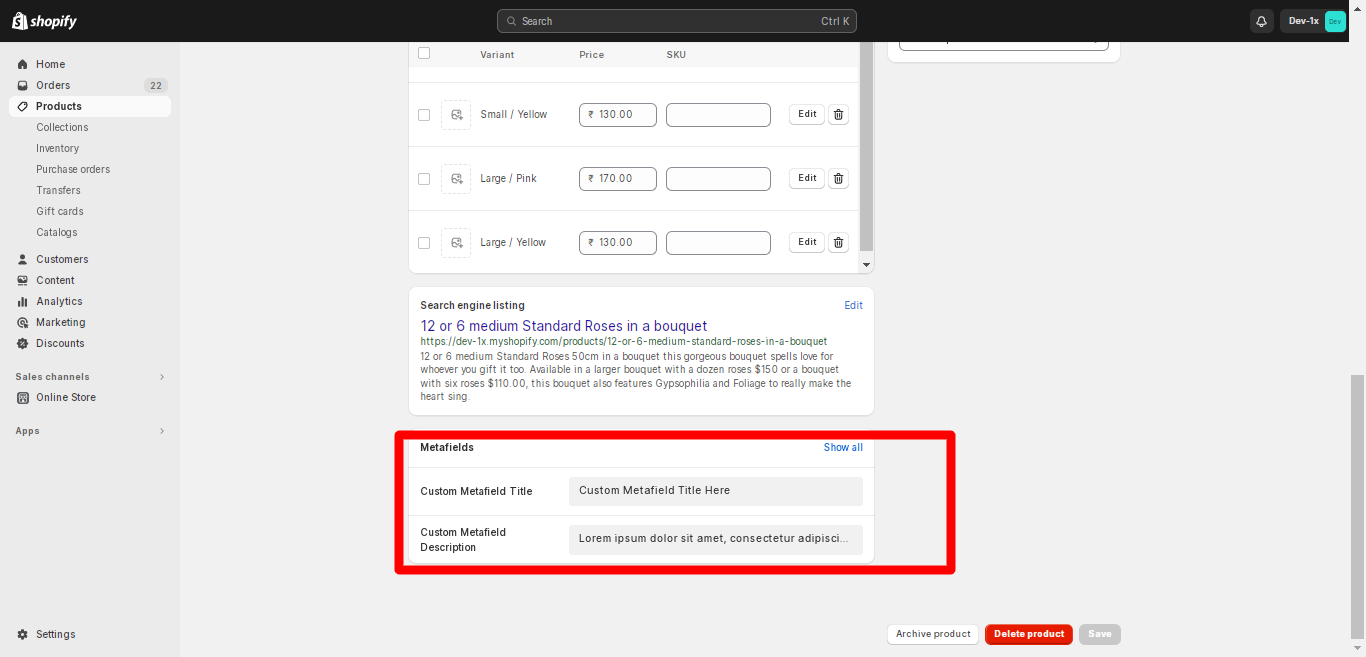 shopify
Search
Ctrl K
Dev-1x
Dev
Home
Orders
22
Products
Collections
Inventory
Purchase orders
Transfers
Gift cards
Catalogs
Customers
Content
Analytics
Marketing
Discounts
Sales channels
Online Store
Apps
Settings
Variant Price SKU
Small / Yellow ₹ 130.00 Edit
Large / Pink ₹ 170.00 Edit
Large / Yellow ₹ 130.00 Edit
Search engine listing
Edit
12 or 6 medium Standard Roses in a bouquet
https://dev-1x.myshopify.com/products/12-or-6-medium-standard-roses-in-a-bouquet
12 or 6 medium Standard Roses 50cm in a bouquet this gorgeous bouquet spells love for
whoever you gift it too. Available in a larger bouquet with a dozen roses $150 or a bouquet
with six roses $110.00, this bouquet also features Gypsophilia and Foliage to really make the
heart sing.
Metafields
Show all
Custom Metafield Title
Custom Metafield Title Here
Custom Metafield
Description
Lorem ipsum dolor sit amet, consectetur adipisci...
Archive product
Delete product
Save